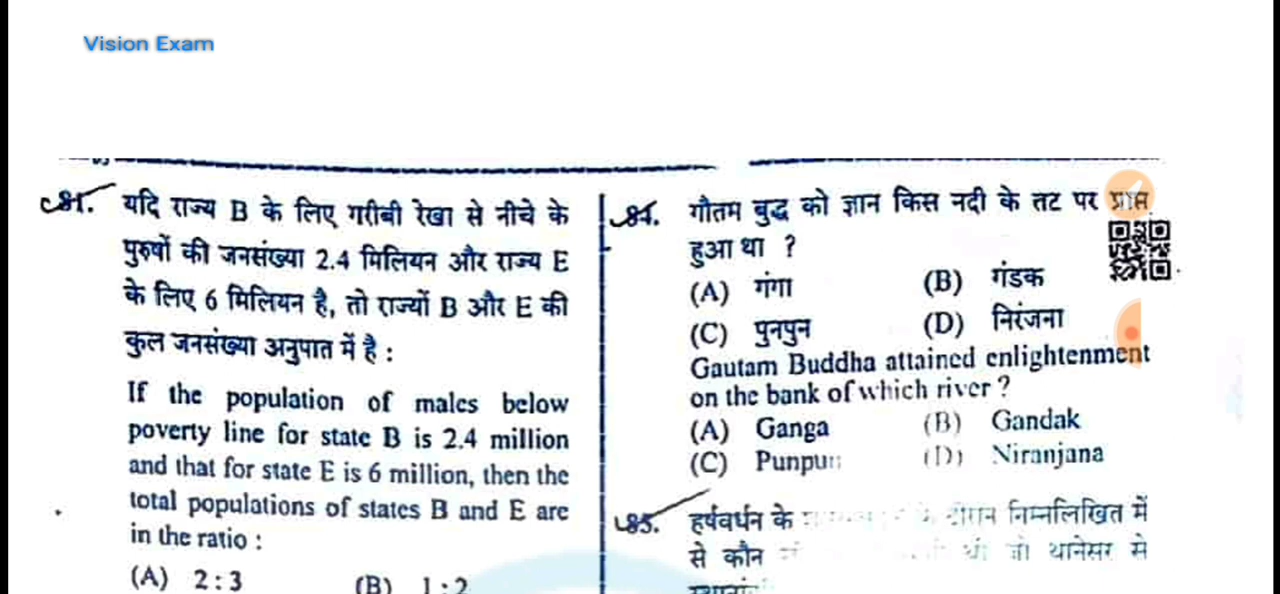 Vision Exam
81. यदि राज्य B के लिए गरीबी रेखा से नीचे के
पुरुषों की जनसंख्या 2.4 मिलियन और राज्य E
के लिए 6 मिलियन है, तो राज्यों B और E की
कुल जनसंख्या अनुपात में है :
If the population of males below
poverty line for state B is 2.4 million
and that for state E is 6 million, then the
total populations of states B and E are
in the ratio :
(A) 2 : 3 (B) 1 : 2
84. गौतम बुद्ध को ज्ञान किस नदी के तट पर प्राप्त
हुआ था ?
(A) गंगा (B) गंडक
(C) पुनपुन (D) निरंजना
Gautam Buddha attained enlightenment
on the bank of which river ?
(A) Ganga (B) Gandak
(C) Punpun (D) Niranjana
85. हर्षवर्धन के के दौरान निम्नलिखित में
से कौन थी जो थानेसर से